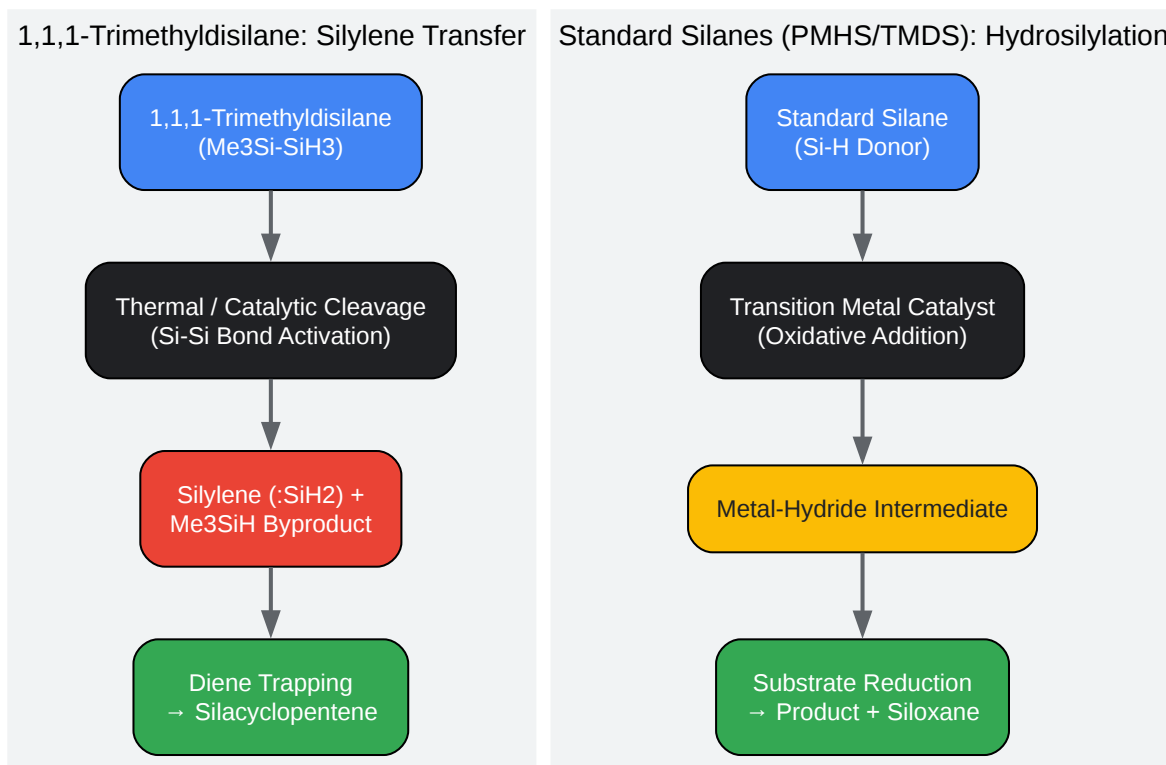 1,1,1-Trimethyldisilane: Silylene Transfer
1,1,1-Trimethyldisilane
(Me3Si-SiH3)
Thermal / Catalytic Cleavage
(Si-Si Bond Activation)
Silylene (:SiH2) +
Me3SiH Byproduct
Diene Trapping
→ Silacyclopentene
Standard Silanes (PMHS/TMDS): Hydrosilylation
Standard Silane
(Si-H Donor)
Transition Metal Catalyst
(Oxidative Addition)
Metal-Hydride Intermediate
Substrate Reduction
→ Product + Siloxane